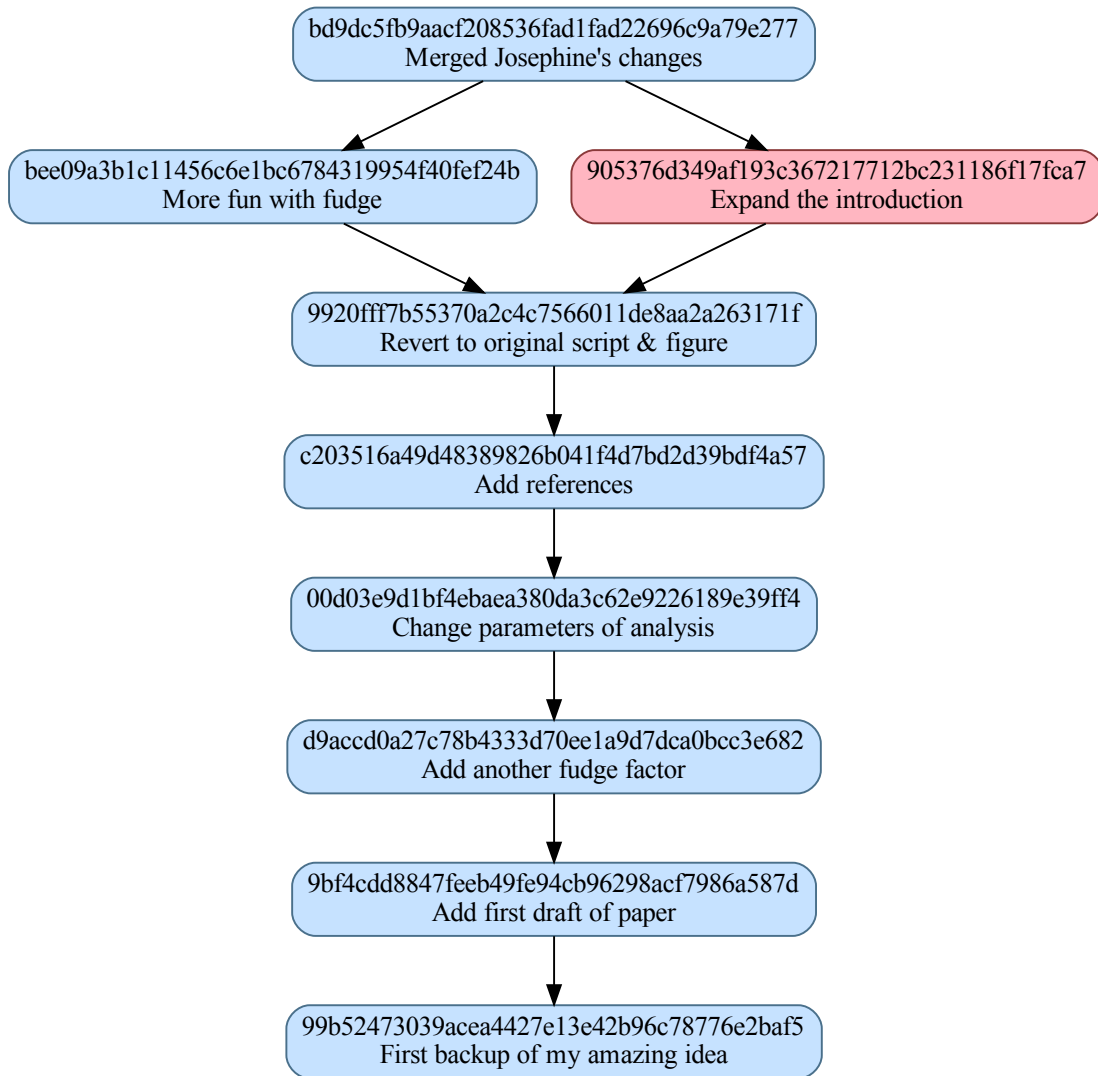 bd9dc5fb9aacf208536fad1fad22696c9a79e277
Merged Josephine's changes
bee09a3b1c11456c6e1bc6784319954f40fef24b
More fun with fudge
905376d349af193c367217712bc231186f17fca7
Expand the introduction
9920fff7b55370a2c4c7566011de8aa2a263171f
Revert to original script & figure
c203516a49d48389826b041f4d7bd2d39bdf4a57
Add references
00d03e9d1bf4ebaea380da3c62e9226189e39ff4
Change parameters of analysis
d9accd0a27c78b4333d70ee1a9d7dca0bcc3e682
Add another fudge factor
9bf4cdd8847feeb49fe94cb96298acf7986a587d
Add first draft of paper
99b52473039acea4427e13e42b96c78776e2baf5
First backup of my amazing idea